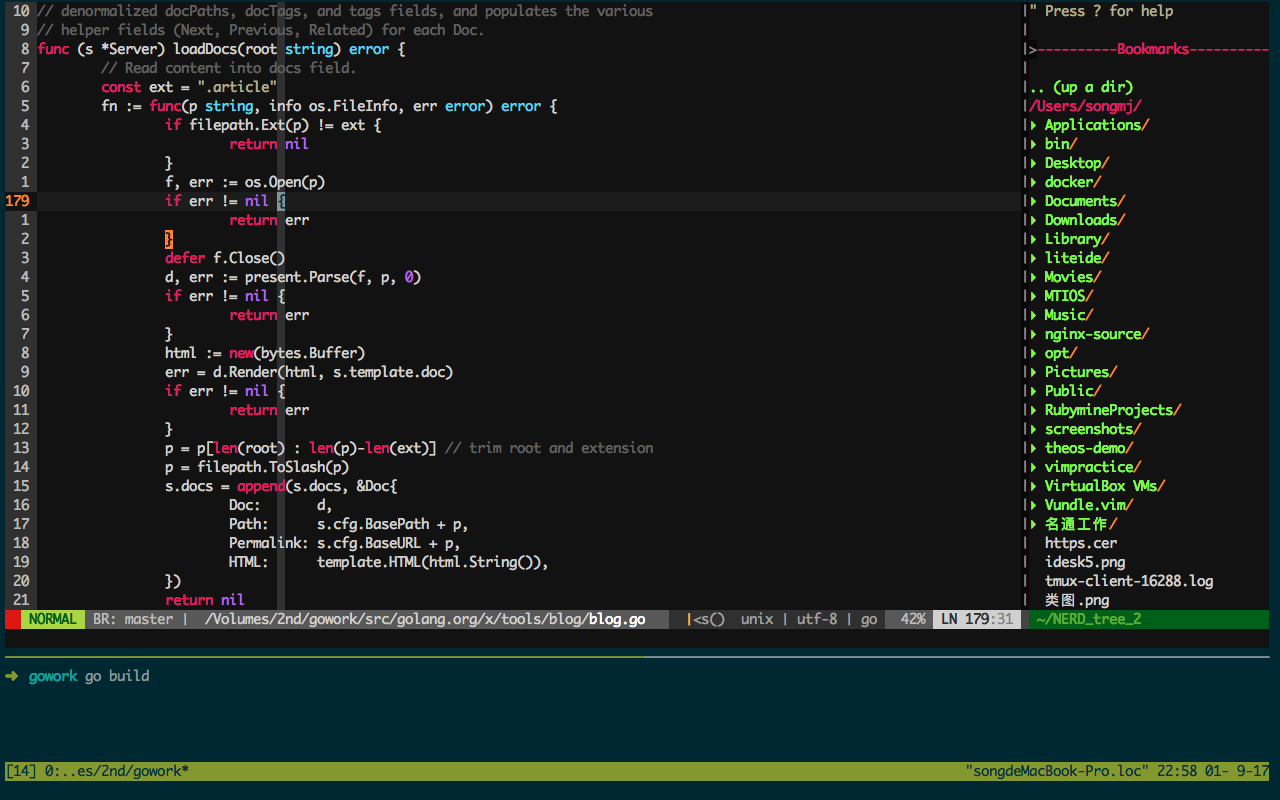 10 // denormalized docPaths, docTags, and tags fields, and populates the various
9 // helper fields (Next, Previous, Related) for each Doc.
8 func (s *Server) loadDocs(root string) error {
7 // Read content into docs field.
6 const ext = ".article"
5 fn := func(p string, info os.FileInfo, err error) error {
4 if filepath.Ext(p) != ext {
3 return nil
2 }
1 f, err := os.Open(p)
179 if err != nil {
1 return err
2 }
3 defer f.Close()
4 d, err := present.Parse(f, p, 0)
5 if err != nil {
6 return err
7 }
8 html := new(bytes.Buffer)
9 err = d.Render(html, s.template.doc)
10 if err != nil {
11 return err
12 }
13 p = p[len(root) : len(p)-len(ext)] // trim root and extension
14 p = filepath.ToSlash(p)
15 s.docs = append(s.docs, &Doc{
16 Doc: d,
17 Path: s.cfg.BasePath + p,
18 Permalink: s.cfg.BaseURL + p,
19 HTML: template.HTML(html.String()),
20 })
21 return nil
NORMAL BR: master | /Volumes/2nd/gowork/src/golang.org/x/tools/blog/blog.go |<s() unix | utf-8 | go 42% LN 179:31
" Press ? for help
>----------Bookmarks----------
.. (up a dir)
/Users/songmj/
▸ Applications/
▸ bin/
▸ Desktop/
▸ docker/
▸ Documents/
▸ Downloads/
▸ Library/
▸ liteide/
▸ Movies/
▸ MTIOS/
▸ Music/
▸ nginx-source/
▸ opt/
▸ Pictures/
▸ Public/
▸ RubymineProjects/
▸ screenshots/
▸ theos-demo/
▸ vimpractice/
▸ VirtualBox VMs/
▸ Vundle.vim/
▸ 名通工作/
https.cer
idesk5.png
tmux-client-16288.log
类图.png
~/NERD_tree_2
➜ gowork go build
[14] 0:..es/2nd/gowork* "songdeMacBook-Pro.loc" 22:58 01- 9-17